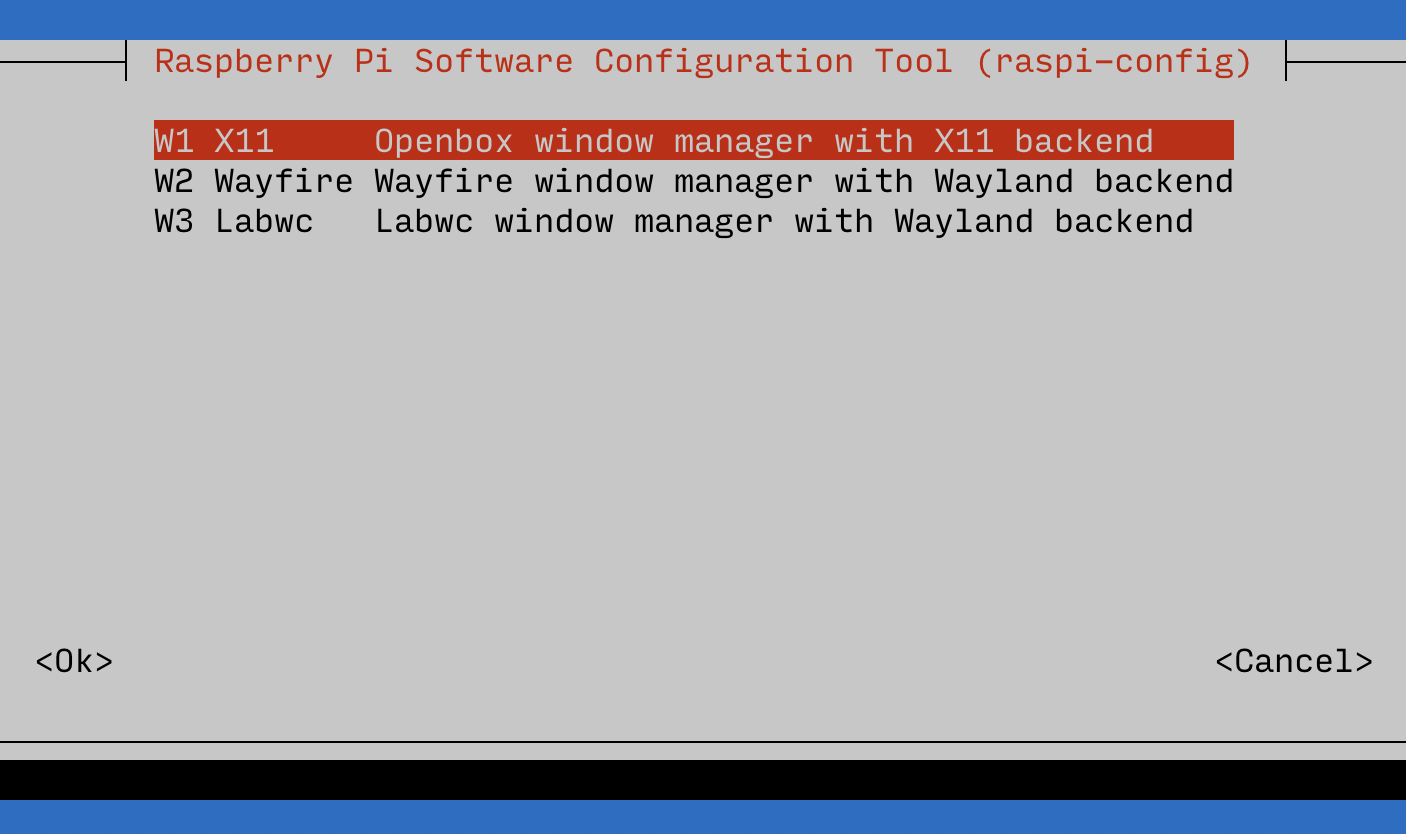 Raspberry Pi Software Configuration Tool (raspi-config)
W1 X11 Openbox window manager with X11 backend
W2 Wayfire Wayfire window manager with Wayland backend
W3 Labwc Labwc window manager with Wayland backend
<Ok> <Cancel>